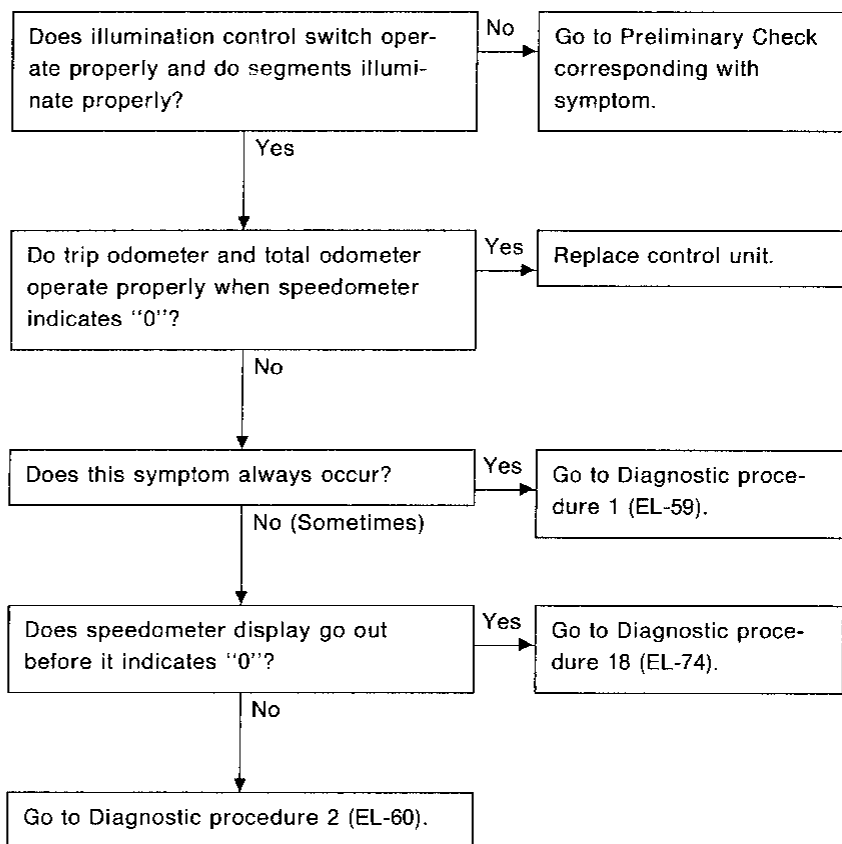 Does illumination control switch oper-
ate properly and do segments illumi-
nate properly?
No
Go to Preliminary Check
corresponding with
symptom.
Yes
Do trip odometer and total odometer
operate properly when speedometer
indicates "0"?
Yes
Replace control unit.
No
Does this symptom always occur?
Yes
Go to Diagnostic proce-
dure 1 (EL-59).
No (Sometimes)
Does speedometer display go out
before it indicates "0"?
Yes
Go to Diagnostic proce-
dure 18 (EL-74).
No
Go to Diagnostic procedure 2 (EL-60).